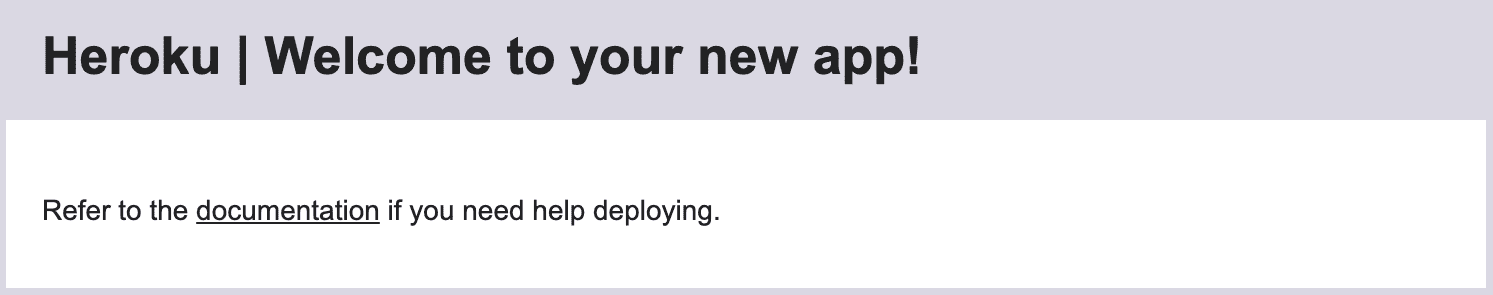 Heroku | Welcome to your new app!
Refer to the documentation if you need help deploying.